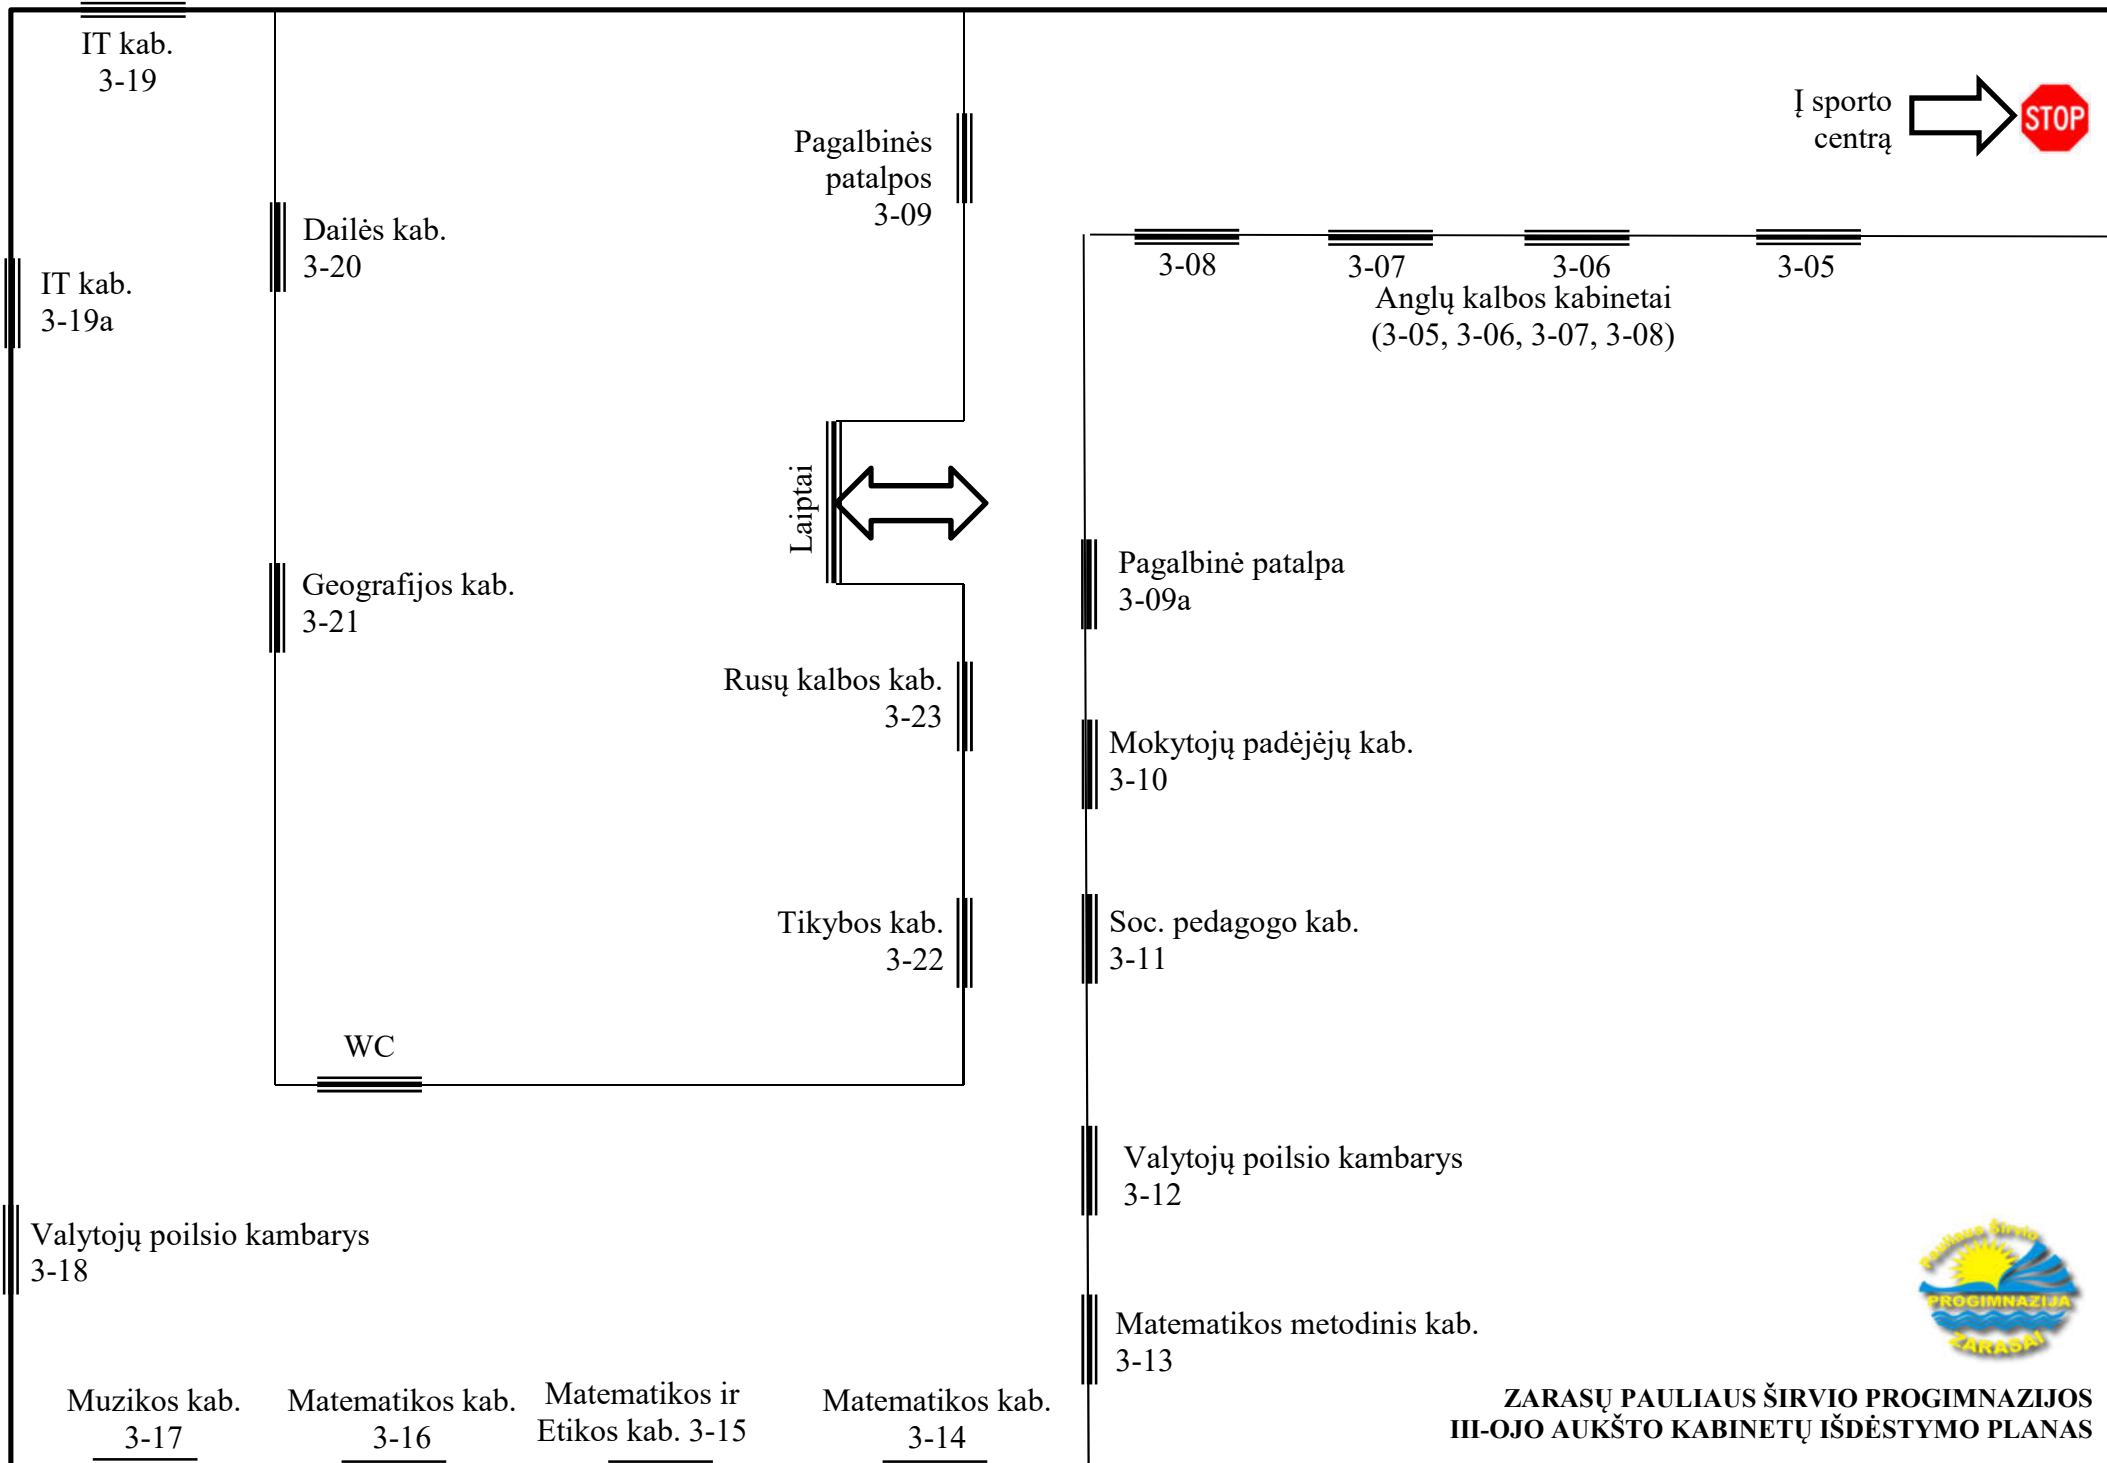 IT kab.
3-19
Į sporto
centrą
STOP
Pagalbinės
patalpos
3-09
Dailės kab.
3-20
IT kab.
3-19a
3-08
3-07
3-06
3-05
Anglų kalbos kabinetai
(3-05, 3-06, 3-07, 3-08)
Laiptai
Pagalbinė patalpa
3-09a
Geografijos kab.
3-21
Rusų kalbos kab.
3-23
Mokytojų padėjėjų kab.
3-10
Tikybos kab.
3-22
Soc. pedagogo kab.
3-11
WC
Valytojų poilsio kambarys
3-12
Valytojų poilsio kambarys
3-18
Matematikos metodinis kab.
3-13
Pauliaus Širvio
PROGIMNAZIJA
ZARASAI
Muzikos kab.
3-17
Matematikos kab.
3-16
Matematikos ir
Etikos kab. 3-15
Matematikos kab.
3-14
ZARASŲ PAULIAUS ŠIRVIO PROGIMNAZIJOS
III-OJO AUKŠTO KABINETŲ IŠDĖSTYMO PLANAS